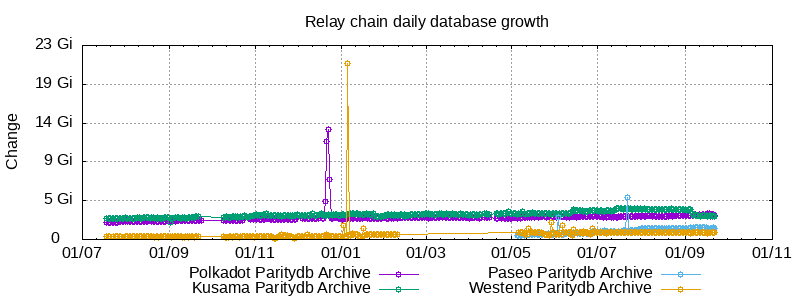 Relay chain daily database growth
23 Gi
19 Gi
14 Gi
9 Gi
5 Gi
0
Change
01/07 01/09 01/11 01/01 01/03 01/05 01/07 01/09 01/11
Polkadot Paritydb Archive Paseo Paritydb Archive
Kusama Paritydb Archive Westend Paritydb Archive